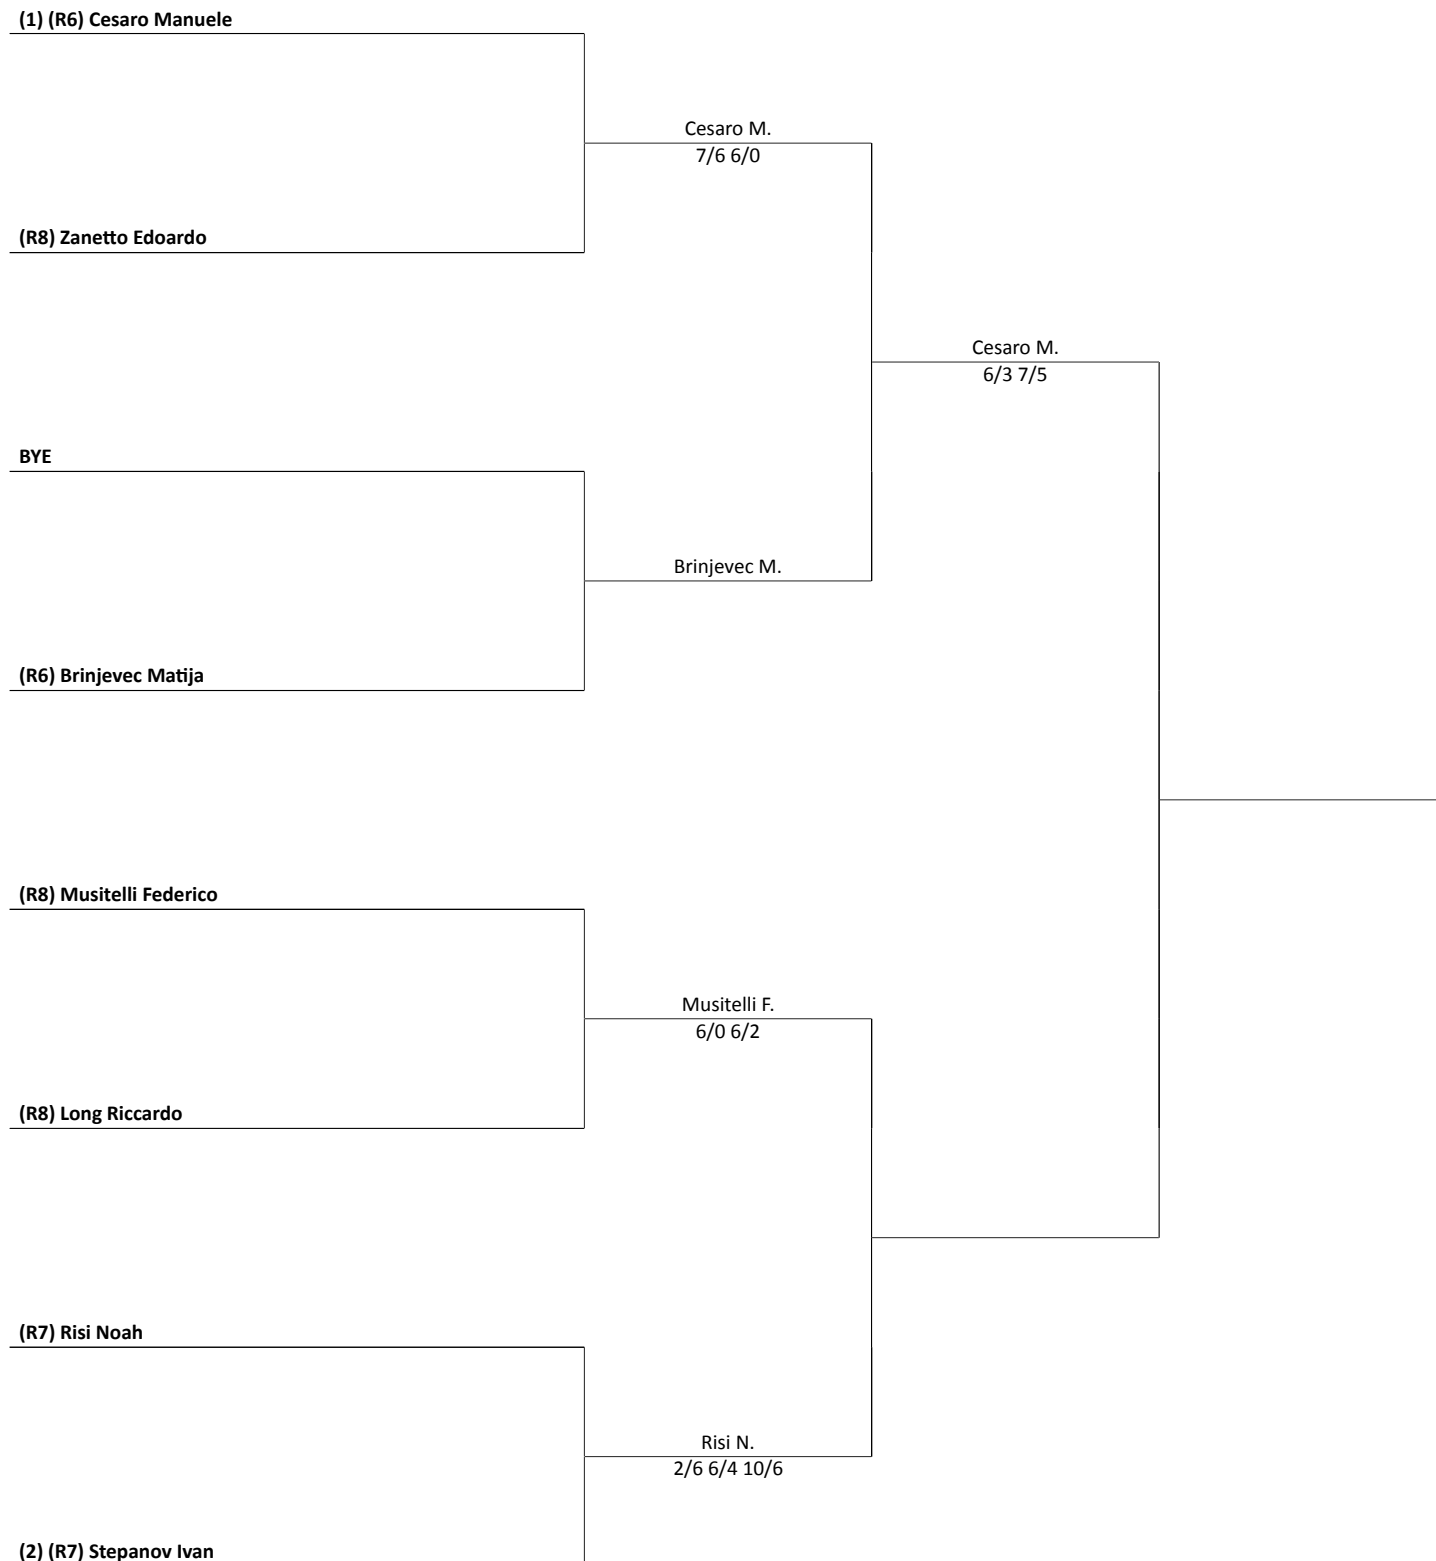 (1) (R6) Cesaro Manuele
Cesaro M.
7/6 6/0
(R8) Zanetto Edoardo
Cesaro M.
6/3 7/5
BYE
Brinjevec M.
(R6) Brinjevec Matija
(R8) Musitelli Federico
Musitelli F.
6/0 6/2
(R8) Long Riccardo
(R7) Risi Noah
Risi N.
2/6 6/4 10/6
(2) (R7) Stepanov Ivan